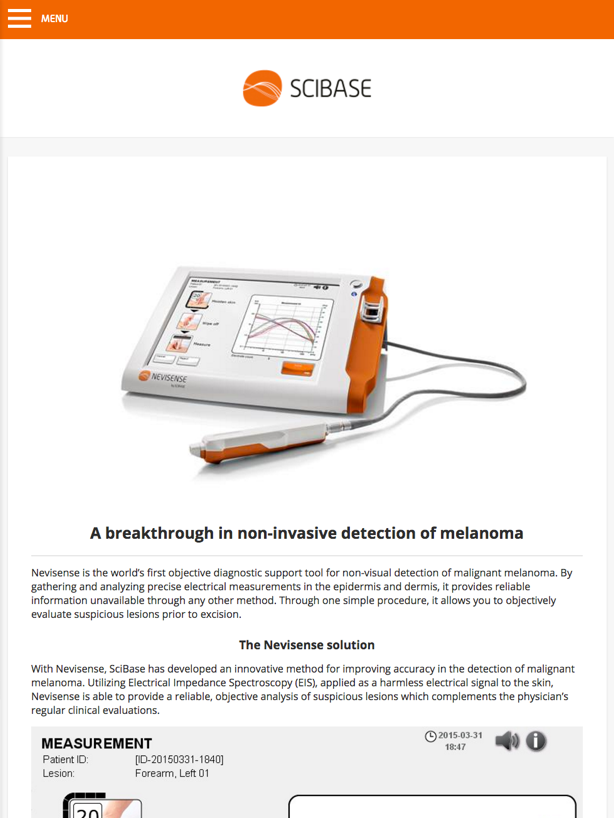 MENU
SCIBASE
MEASUREMENT
Moisten skin
Wipe off
Measure
NEVISENSE
A breakthrough in non-invasive detection of melanoma
Nevisense is the world's first objective diagnostic support tool for non-visual detection of malignant melanoma. By
gathering and analyzing precise electrical measurements in the epidermis and dermis, it provides reliable
information unavailable through any other method. Through one simple procedure, it allows you to objectively
evaluate suspicious lesions prior to excision.
The Nevisense solution
With Nevisense, SciBase has developed an innovative method for improving accuracy in the detection of malignant
melanoma. Utilizing Electrical Impedance Spectroscopy (EIS), applied as a harmless electrical signal to the skin,
Nevisense is able to provide a reliable, objective analysis of suspicious lesions which complements the physician's
regular clinical evaluations.
MEASUREMENT
2015-03-31
18:47
Patient ID: [ID-20150331-1840]
Lesion: Forearm, Left 01
20